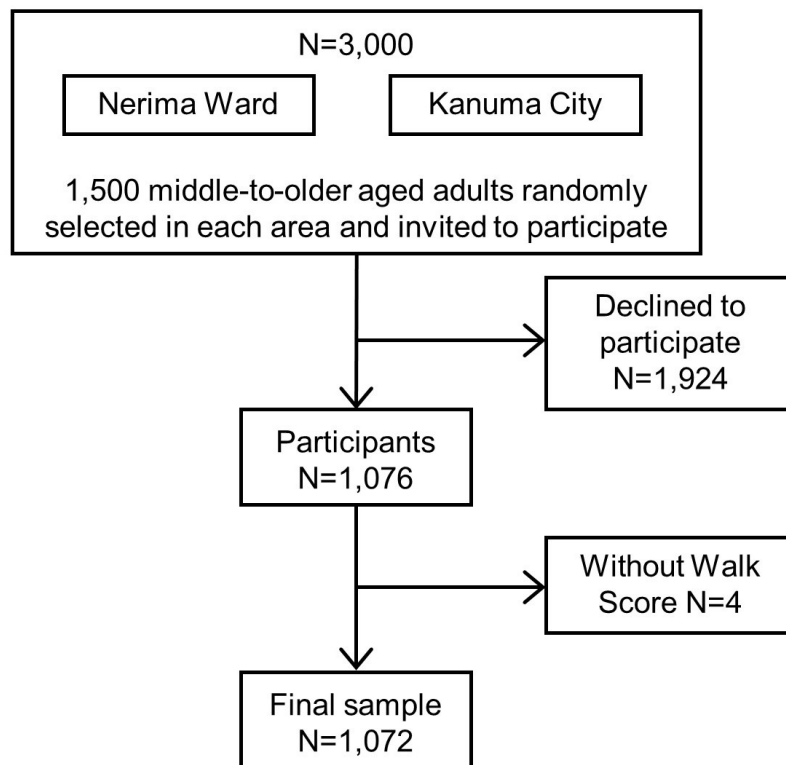 N=3,000
Nerima Ward
Kanuma City
1,500 middle-to-older aged adults randomly
selected in each area and invited to participate
Declined to
participate
N=1,924
Participants
N=1,076
Without Walk
Score N=4
Final sample
N=1,072